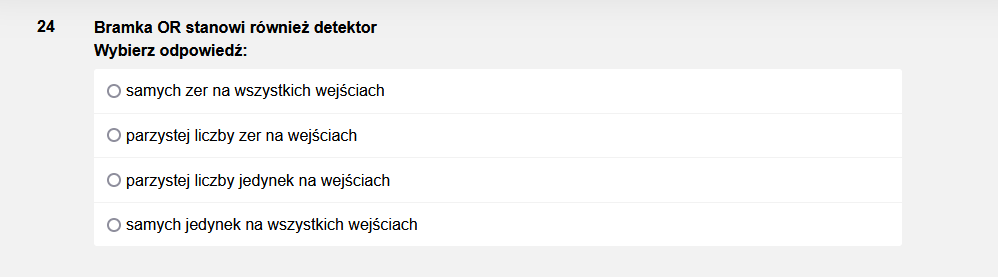 24 Bramka OR stanowi również detektor
Wybierz odpowiedź:
samych zer na wszystkich wejściach
parzystej liczby zer na wejściach
parzystej liczby jedynek na wejściach
samych jedynek na wszystkich wejściach